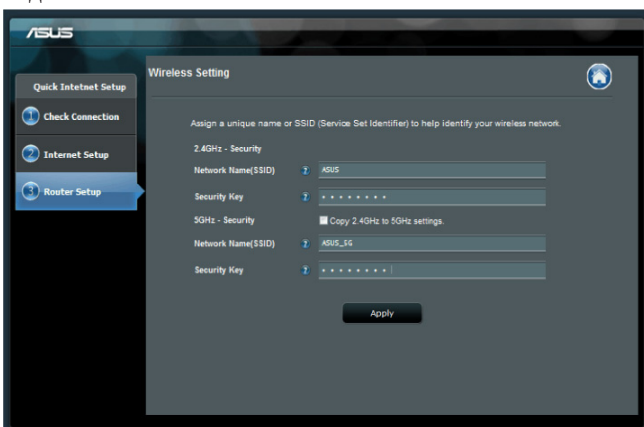 ASUS
Quick Intetnet Setup
1 Check Connection
2 Internet Setup
3 Router Setup
Wireless Setting
Assign a unique name or SSID (Service Set Identifier) to help identify your wireless network.
2.4GHz - Security
Network Name(SSID) ? ASUS
Security Key ? • • • • • • • •
5GHz - Security Copy 2.4GHz to 5GHz settings.
Network Name(SSID) ? ASUS_5G
Security Key ? • • • • • • • •
Apply